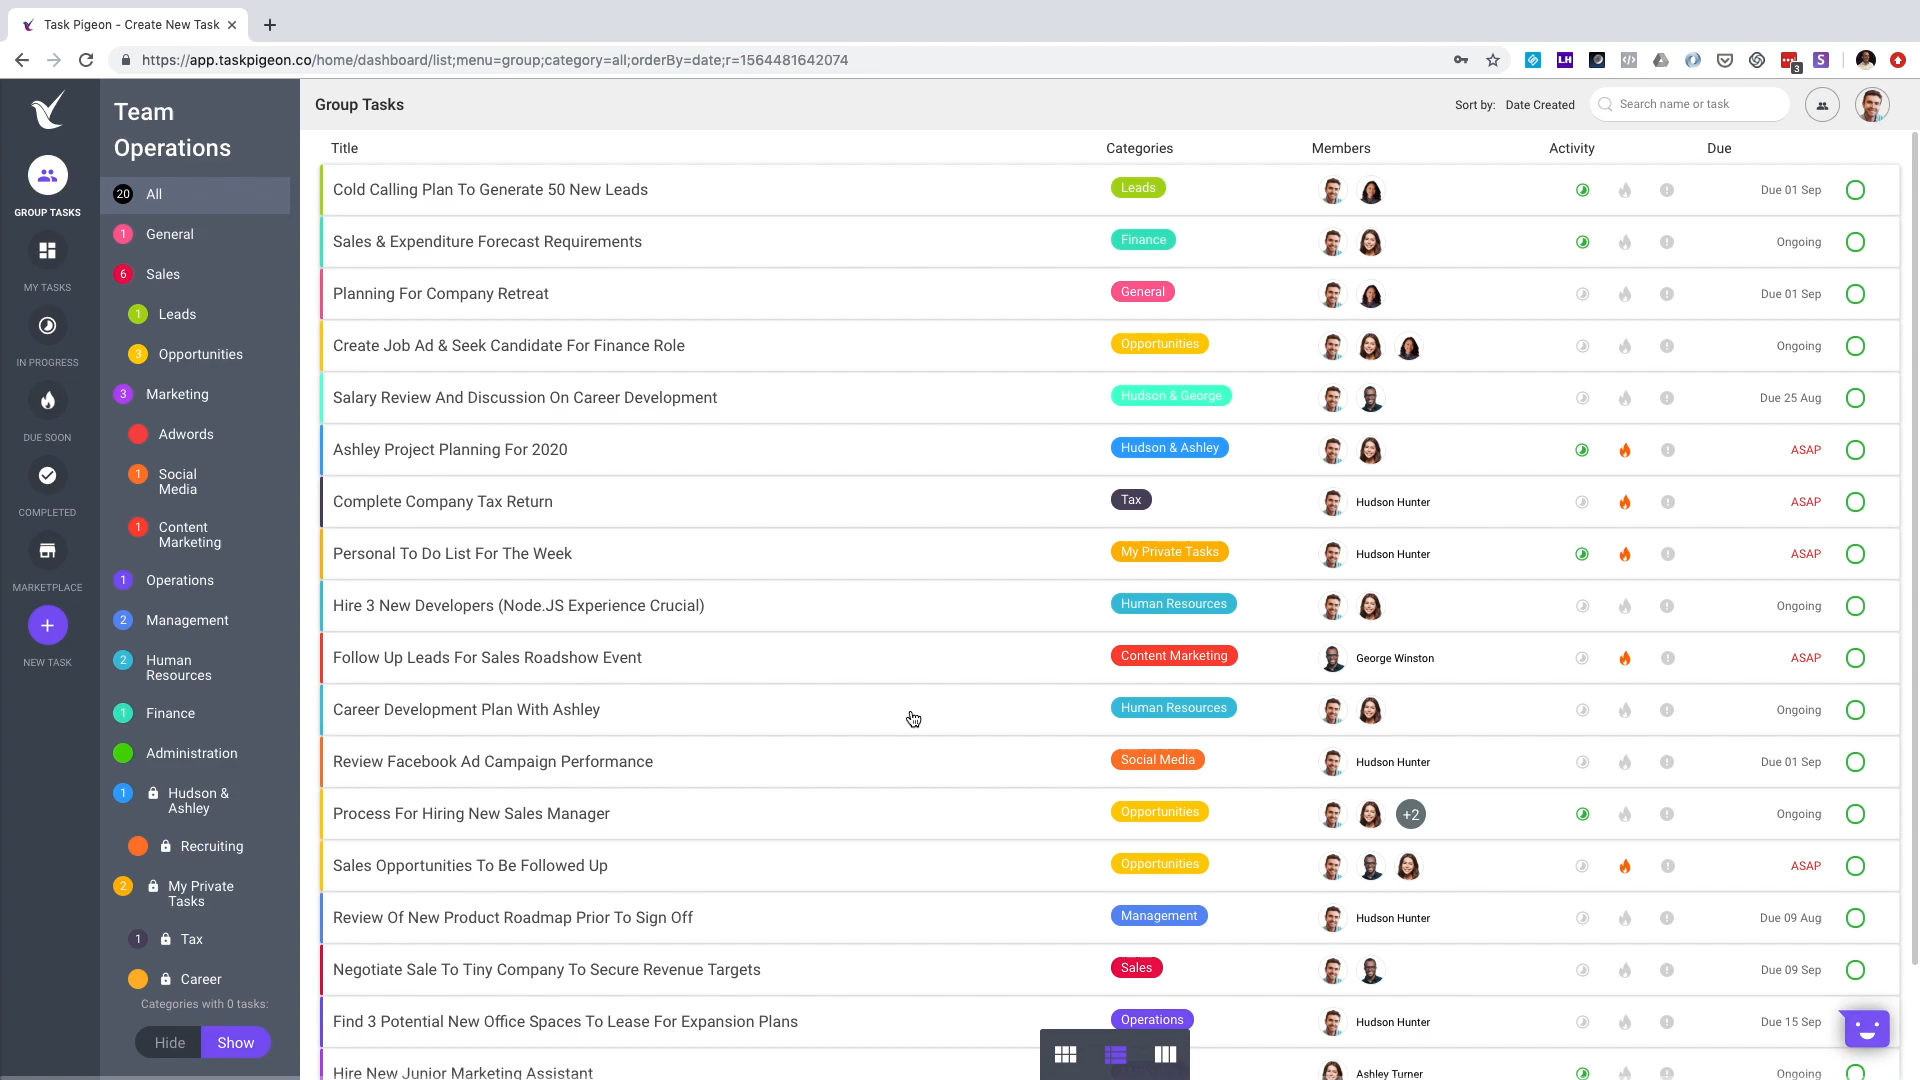 Task Pigeon - Create New Task
https://app.taskpigeon.co/home/dashboard/list;menu=group;category=all;orderBy=date;r=1564481642074
LH
3
S
GROUP TASKS
MY TASKS
IN PROGRESS
DUE SOON
COMPLETED
MARKETPLACE
+
NEW TASK
Team
Operations
20 All
1 General
6 Sales
1 Leads
3 Opportunities
3 Marketing
Adwords
1 Social
Media
1 Content
Marketing
1 Operations
2 Management
2 Human
Resources
1 Finance
Administration
1 Hudson &
Ashley
Recruiting
2 My Private
Tasks
1 Tax
Career
Categories with 0 tasks:
Hide Show
Group Tasks
Sort by: Date Created
Search name or task
Title Categories Members Activity Due
Cold Calling Plan To Generate 50 New Leads Leads Due 01 Sep
Sales & Expenditure Forecast Requirements Finance Ongoing
Planning For Company Retreat General Due 01 Sep
Create Job Ad & Seek Candidate For Finance Role Opportunities Ongoing
Salary Review And Discussion On Career Development Hudson & George Due 25 Aug
Ashley Project Planning For 2020 Hudson & Ashley ASAP
Complete Company Tax Return Tax Hudson Hunter ASAP
Personal To Do List For The Week My Private Tasks Hudson Hunter ASAP
Hire 3 New Developers (Node.JS Experience Crucial) Human Resources Ongoing
Follow Up Leads For Sales Roadshow Event Content Marketing George Winston ASAP
Career Development Plan With Ashley Human Resources Ongoing
Review Facebook Ad Campaign Performance Social Media Hudson Hunter Due 01 Sep
Process For Hiring New Sales Manager Opportunities +2 Ongoing
Sales Opportunities To Be Followed Up Opportunities ASAP
Review Of New Product Roadmap Prior To Sign Off Management Hudson Hunter Due 09 Aug
Negotiate Sale To Tiny Company To Secure Revenue Targets Sales Due 09 Sep
Find 3 Potential New Office Spaces To Lease For Expansion Plans Operations Hudson Hunter Due 15 Sep
Hire New Junior Marketing Assistant Ashley Turner Ongoing